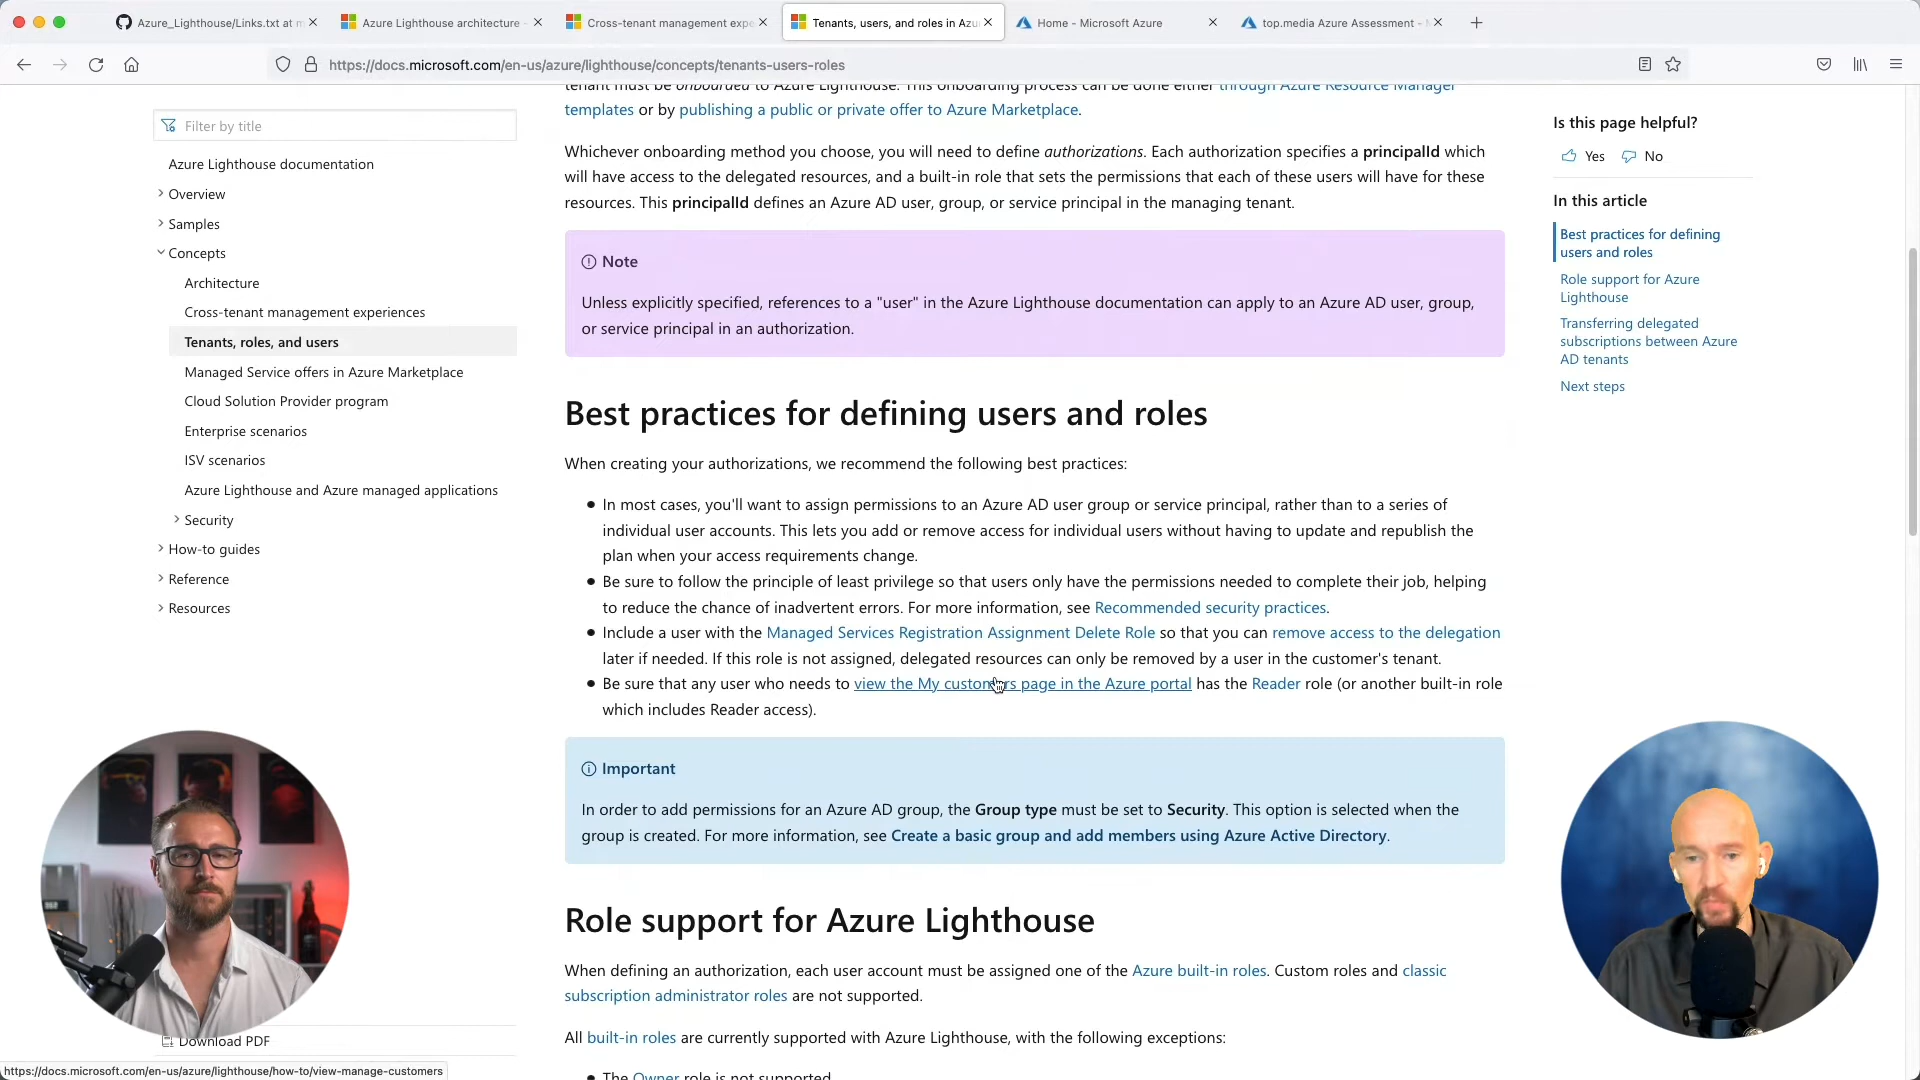 Azure_Lighthouse/Links.txt at m
Azure Lighthouse architecture -
Cross-tenant management expe
Tenants, users, and roles in Azu
Home - Microsoft Azure
top.media Azure Assessment -
https://docs.microsoft.com/en-us/azure/lighthouse/concepts/tenants-users-roles
Filter by title
Azure Lighthouse documentation
Overview
Samples
Concepts
Architecture
Cross-tenant management experiences
Tenants, roles, and users
Managed Service offers in Azure Marketplace
Cloud Solution Provider program
Enterprise scenarios
ISV scenarios
Azure Lighthouse and Azure managed applications
Security
How-to guides
Reference
Resources
Download PDF
tenant must be onboarded to Azure Lighthouse. This onboarding process can be done either through Azure Resource Manager
templates or by publishing a public or private offer to Azure Marketplace.
Whichever onboarding method you choose, you will need to define authorizations. Each authorization specifies a principalId which
will have access to the delegated resources, and a built-in role that sets the permissions that each of these users will have for these
resources. This principalId defines an Azure AD user, group, or service principal in the managing tenant.
Note
Unless explicitly specified, references to a "user" in the Azure Lighthouse documentation can apply to an Azure AD user, group,
or service principal in an authorization.
Best practices for defining users and roles
When creating your authorizations, we recommend the following best practices:
• In most cases, you'll want to assign permissions to an Azure AD user group or service principal, rather than to a series of
individual user accounts. This lets you add or remove access for individual users without having to update and republish the
plan when your access requirements change.
• Be sure to follow the principle of least privilege so that users only have the permissions needed to complete their job, helping
to reduce the chance of inadvertent errors. For more information, see Recommended security practices.
• Include a user with the Managed Services Registration Assignment Delete Role so that you can remove access to the delegation
later if needed. If this role is not assigned, delegated resources can only be removed by a user in the customer's tenant.
• Be sure that any user who needs to view the My customers page in the Azure portal has the Reader role (or another built-in role
which includes Reader access).
Important
In order to add permissions for an Azure AD group, the Group type must be set to Security. This option is selected when the
group is created. For more information, see Create a basic group and add members using Azure Active Directory.
Role support for Azure Lighthouse
When defining an authorization, each user account must be assigned one of the Azure built-in roles. Custom roles and classic
subscription administrator roles are not supported.
All built-in roles are currently supported with Azure Lighthouse, with the following exceptions:
• The Owner role is not supported
Is this page helpful?
Yes No
In this article
Best practices for defining
users and roles
Role support for Azure
Lighthouse
Transferring delegated
subscriptions between Azure
AD tenants
Next steps
https://docs.microsoft.com/en-us/azure/lighthouse/how-to/view-manage-customers